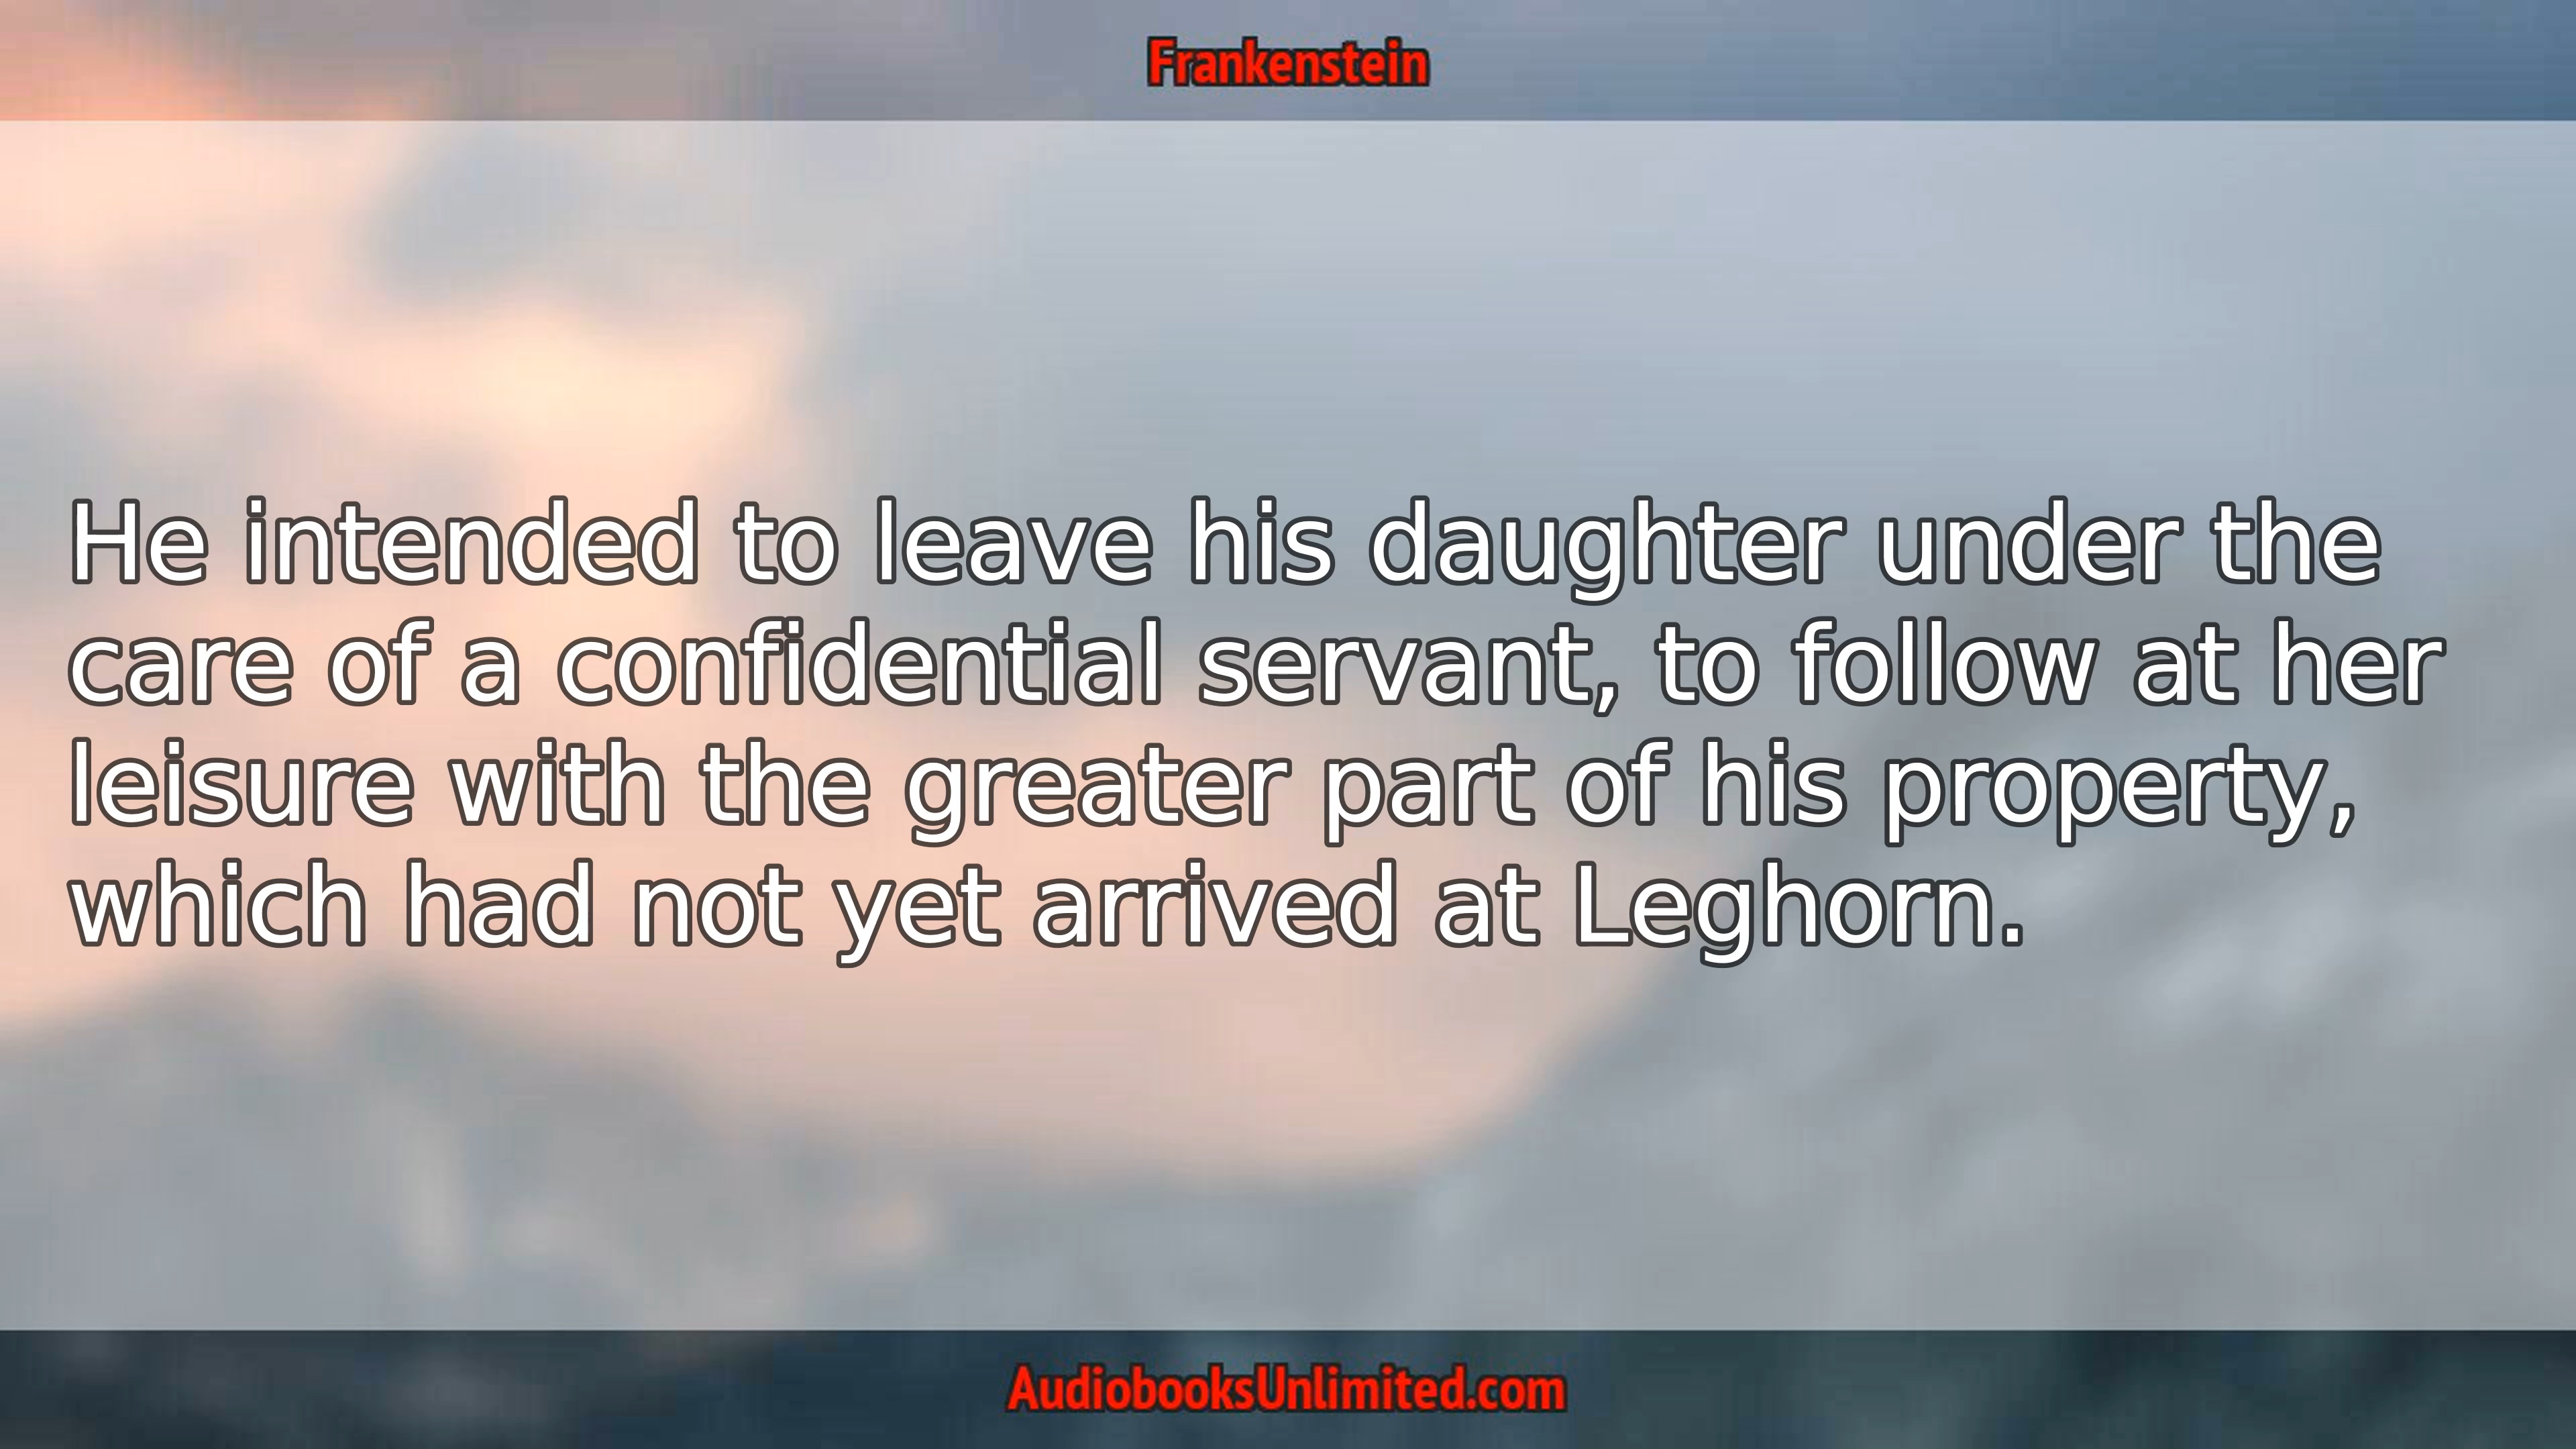 Frankenstein
He intended to leave his daughter under the
care of a confidential servant, to follow at her
leisure with the greater part of his property,
which had not yet arrived at Leghorn.
AudiobooksUnlimited.com